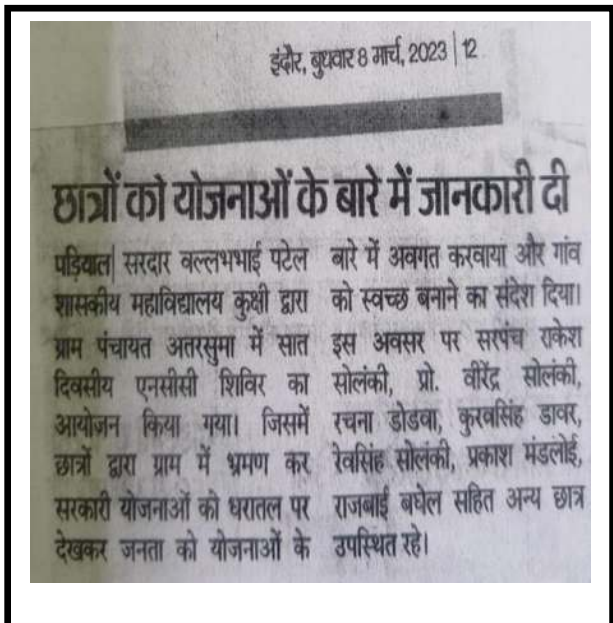 इंदौर, बुधवार 8 मार्च, 2023 | 12
छात्रों को योजनाओं के बारे में जानकारी दी
पडियाल| सरदार वल्लभभाई पटेल
शासकीय महाविद्यालय कुक्षी द्वारा
ग्राम पंचायत अतरसुमा में सात
दिवसीय एनसीसी शिविर का
आयोजन किया गया। जिसमें
छात्रों द्वारा ग्राम में भ्रमण कर
सरकारी योजनाओं को धरातल पर
देखकर जनता को योजनाओं के
बारे में अवगत करवाया और गांव
को स्वच्छ बनाने का संदेश दिया।
इस अवसर पर सरपंच राकेश
सोलंकी, प्रो. वीरेंद्र सोलंकी,
रचना डोडवा, कुरवसिंह डावर,
रेवसिंह सोलंकी, प्रकाश मंडलोई,
राजबाई बघेल सहित अन्य छात्र
उपस्थित रहे।